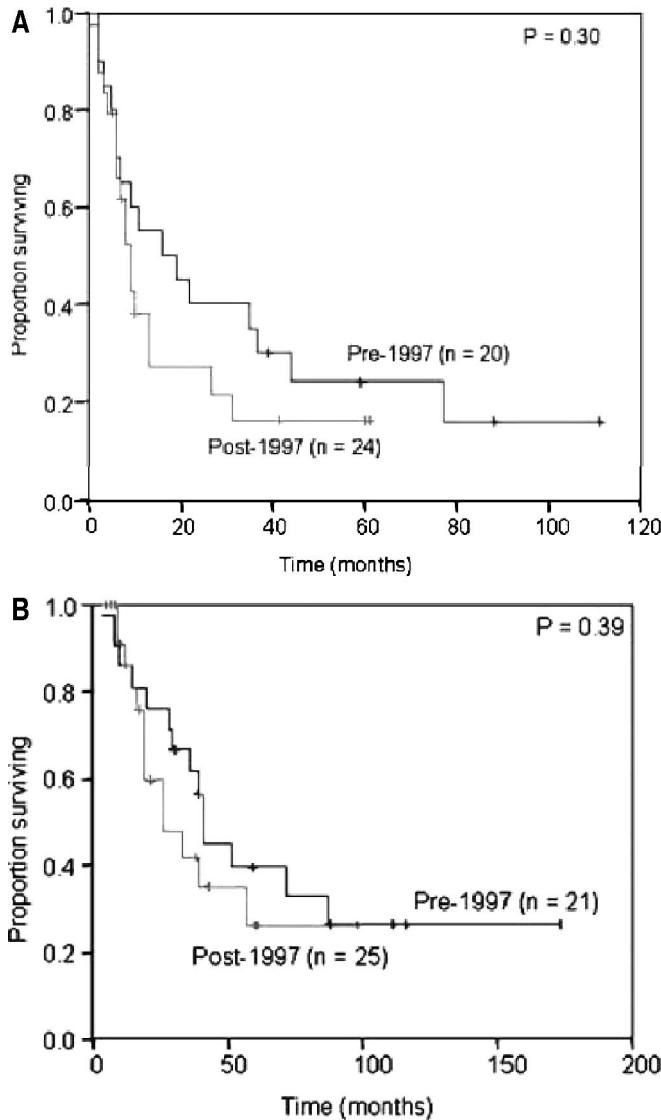 A
1.0
P = 0.30
0.8
0.6
Proportion surviving
0.4
Pre-1997 (n = 20)
0.2
Post-1997 (n = 24)
0.0
0 20 40 60 80 100 120
Time (months)
B
1.0
P = 0.39
0.8
0.6
Proportion surviving
0.4
Pre-1997 (n = 21)
0.2
Post-1997 (n = 25)
0.0
0 50 100 150 200
Time (months)